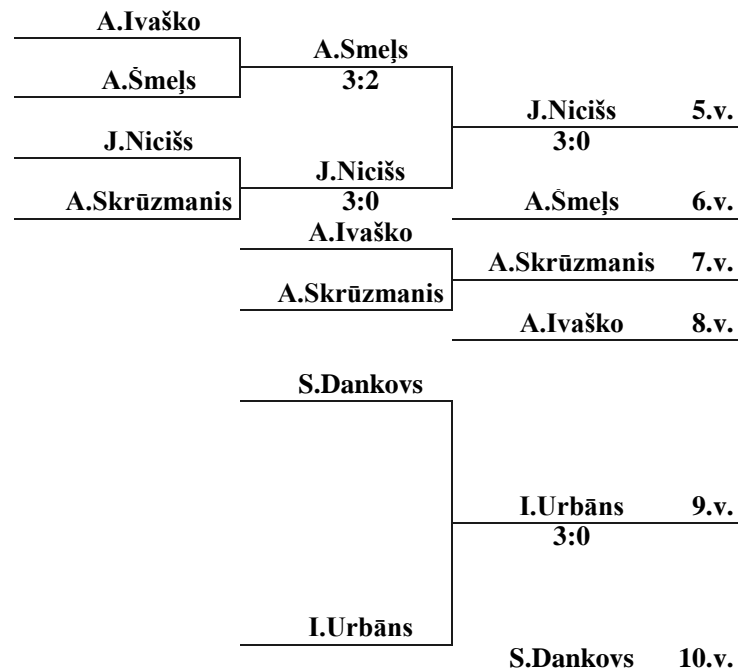 A.Ivaško
A.Smeļs
A.Šmeļs
3:2
J.Nicišs 5.v.
J.Nicišs
3:0
J.Nicišs
A.Skrūzmanis
3:0
A.Šmeļs 6.v.
A.Ivaško
A.Skrūzmanis 7.v.
A.Skrūzmanis
A.Ivaško 8.v.
S.Dankovs
I.Urbāns 9.v.
3:0
I.Urbāns
S.Dankovs 10.v.